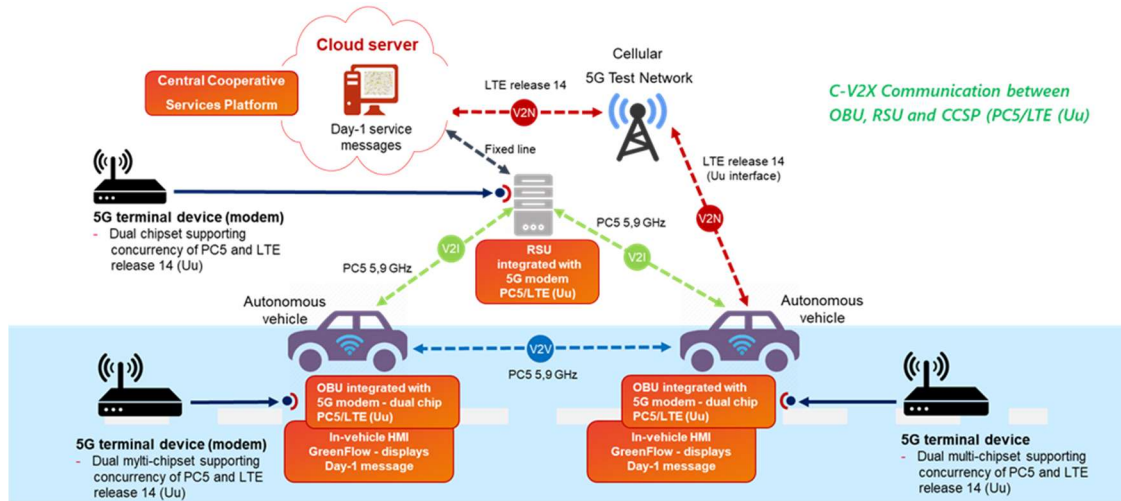 Cloud server
Central Cooperative
Services Platform
Day-1 service
messages
LTE release 14
V2N
Cellular
5G Test Network
C-V2X Communication between
OBU, RSU and CCSP (PC5/LTE (Uu)
Fixed line
LTE release 14
(Uu interface)
V2N
5G terminal device (modem)
- Dual chipset supporting
concurrency of PC5 and LTE
release 14 (Uu)
PC5 5,9 GHz
V2I
RSU
integrated with
5G modem
PC5/LTE (Uu)
PC5 5,9 GHz
V2I
Autonomous
vehicle
Autonomous
vehicle
V2V
PC5 5,9 GHz
OBU integrated with
5G modem - dual chip
PC5/LTE (Uu)
In-vehicle HMI
GreenFlow - displays
Day-1 message
OBU integrated with
5G modem - dual chip
PC5/LTE (Uu)
In-vehicle HMI
GreenFlow - displays
Day-1 message
5G terminal device (modem)
- Dual mylti-chipset supporting
concurrency of PC5 and LTE
release 14 (Uu)
5G terminal device
- Dual multi-chipset supporting
concurrency of PC5 and LTE
release 14 (Uu)